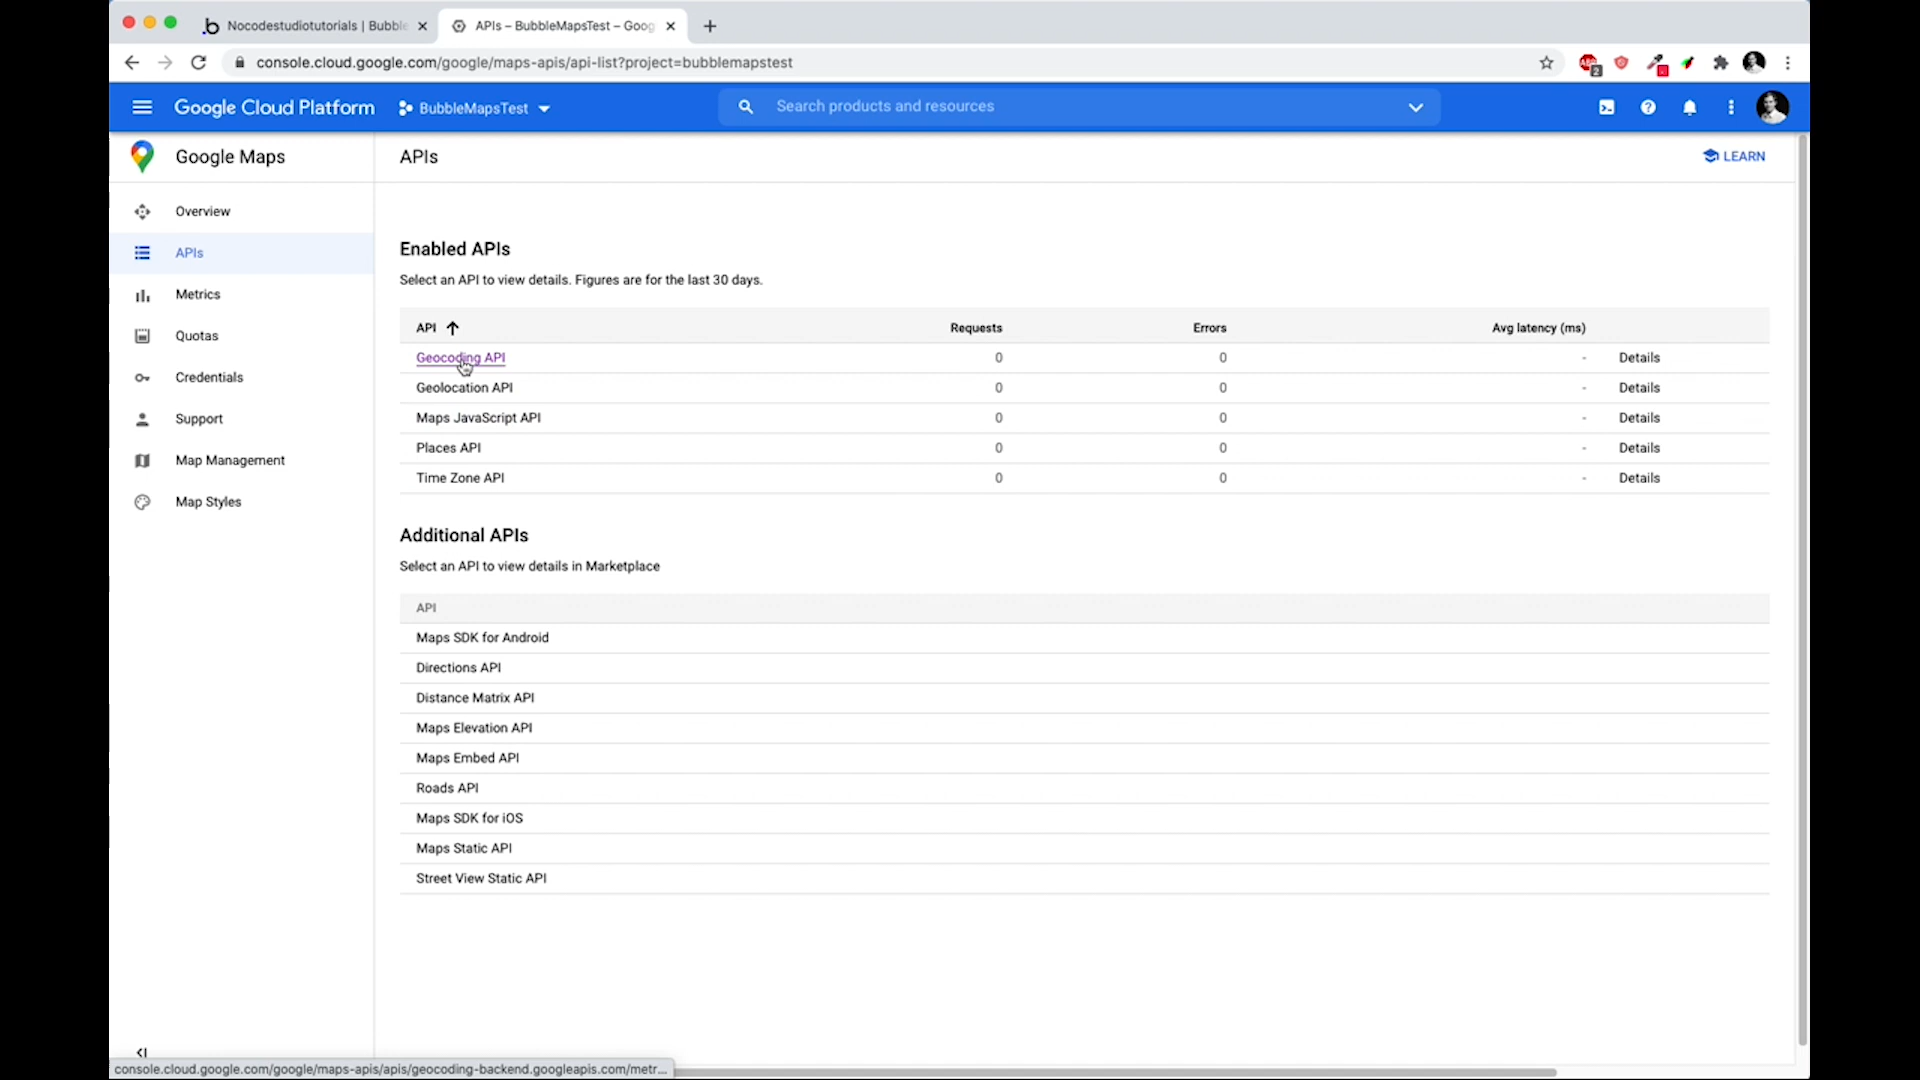 Nocodestudiotutorials | Bubble
APIs – BubbleMapsTest – Goog
console.cloud.google.com/google/maps-apis/api-list?project=bubblemapstest
2
Google Cloud Platform
BubbleMapsTest
Search products and resources
Google Maps
APIs
LEARN
Overview
APIs
Metrics
Quotas
Credentials
Support
Map Management
Map Styles
Enabled APIs
Select an API to view details. Figures are for the last 30 days.
API Requests Errors Avg latency (ms)
Geocoding API 0 0 - Details
Geolocation API 0 0 - Details
Maps JavaScript API 0 0 - Details
Places API 0 0 - Details
Time Zone API 0 0 - Details
Additional APIs
Select an API to view details in Marketplace
API
Maps SDK for Android
Directions API
Distance Matrix API
Maps Elevation API
Maps Embed API
Roads API
Maps SDK for iOS
Maps Static API
Street View Static API
console.cloud.google.com/google/maps-apis/apis/geocoding-backend.googleapis.com/metr...